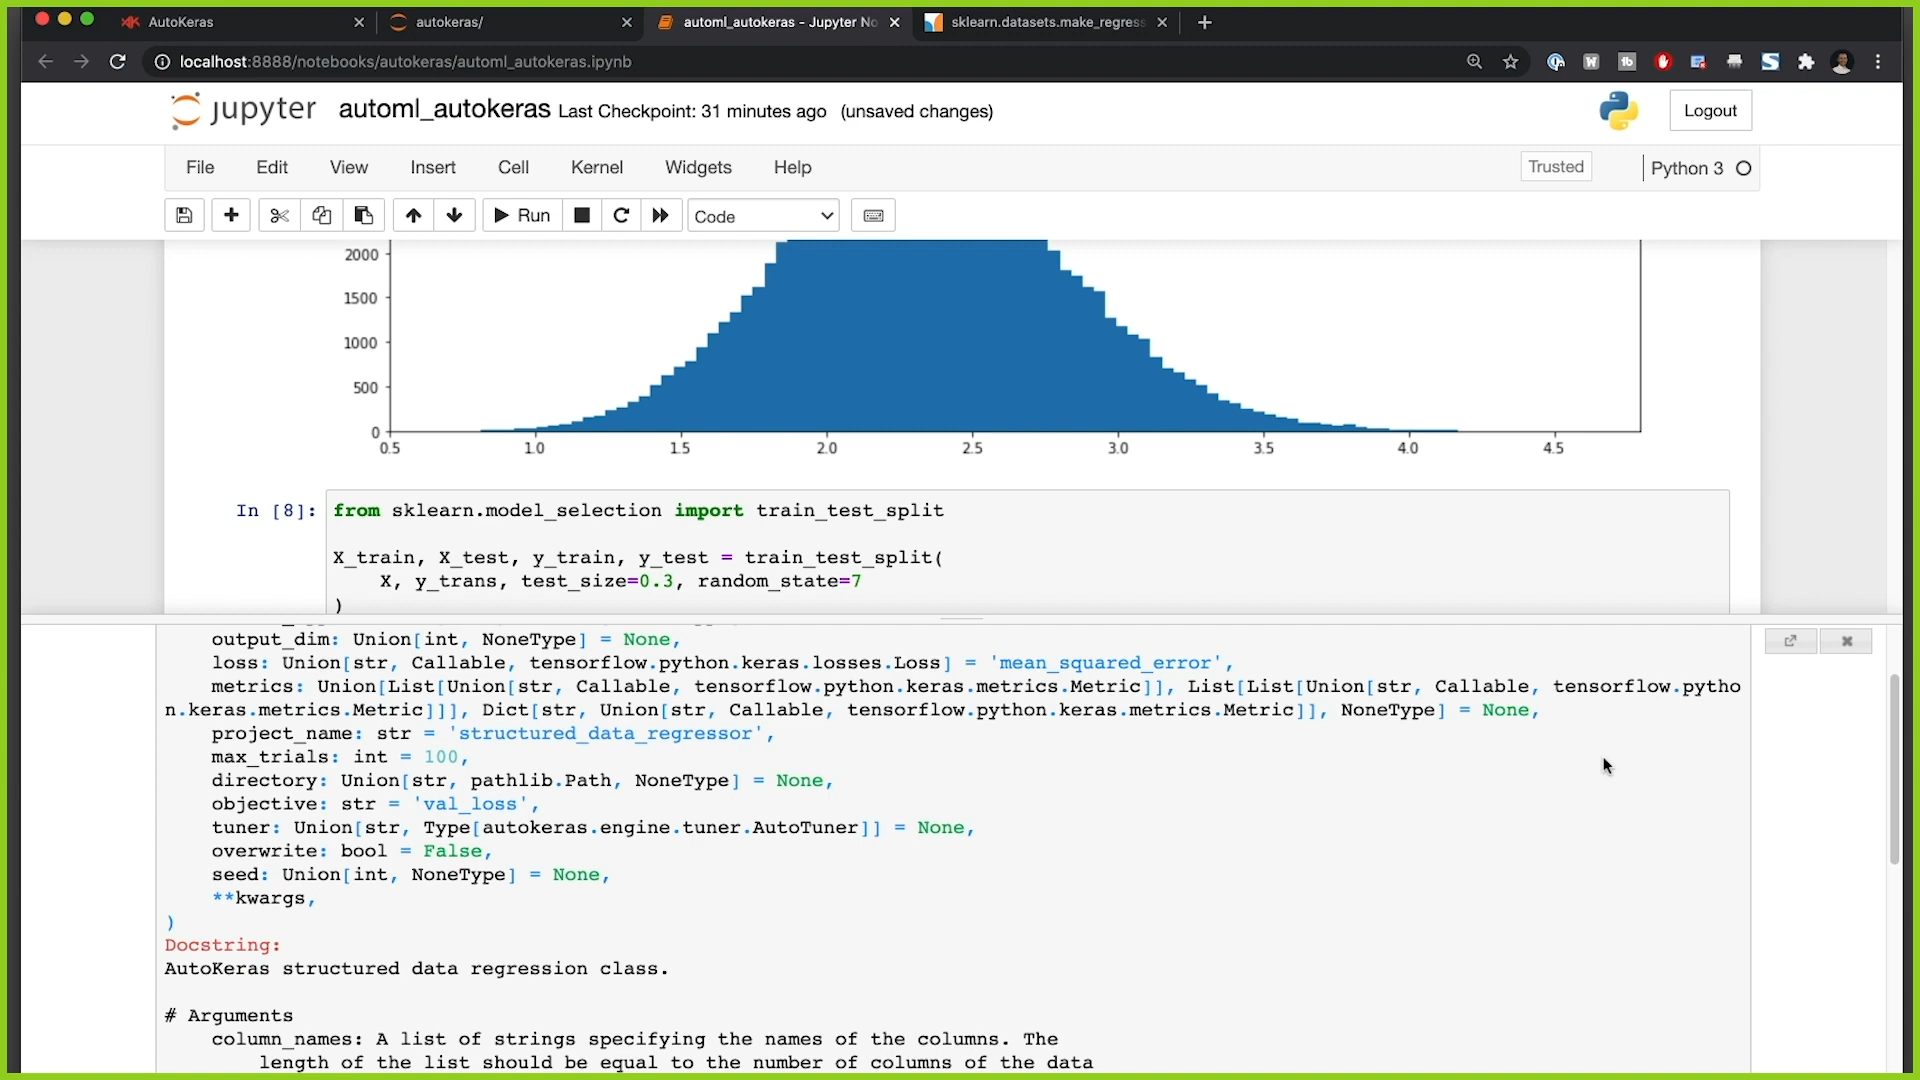 AutoKeras
autokeras/
automl_autokeras - Jupyter No
sklearn.datasets.make_regress
localhost:8888/notebooks/autokeras/automl_autokeras.ipynb
jupyter automl_autokeras Last Checkpoint: 31 minutes ago (unsaved changes)
Logout
File Edit View Insert Cell Kernel Widgets Help
Trusted
Python 3
Run
Code
2000
1500
1000
500
0
0.5 1.0 1.5 2.0 2.5 3.0 3.5 4.0 4.5
In [8]: from sklearn.model_selection import train_test_split
X_train, X_test, y_train, y_test = train_test_split(
X, y_trans, test_size=0.3, random_state=7
)
output_dim: Union[int, NoneType] = None,
loss: Union[str, Callable, tensorflow.python.keras.losses.Loss] = 'mean_squared_error',
metrics: Union[List[Union[str, Callable, tensorflow.python.keras.metrics.Metric]], List[List[Union[str, Callable, tensorflow.pytho
n.keras.metrics.Metric]]], Dict[str, Union[str, Callable, tensorflow.python.keras.metrics.Metric]], NoneType] = None,
project_name: str = 'structured_data_regressor',
max_trials: int = 100,
directory: Union[str, pathlib.Path, NoneType] = None,
objective: str = 'val_loss',
tuner: Union[str, Type[autokeras.engine.tuner.AutoTuner]] = None,
overwrite: bool = False,
seed: Union[int, NoneType] = None,
**kwargs,
)
Docstring:
AutoKeras structured data regression class.
# Arguments
column_names: A list of strings specifying the names of the columns. The
length of the list should be equal to the number of columns of the data